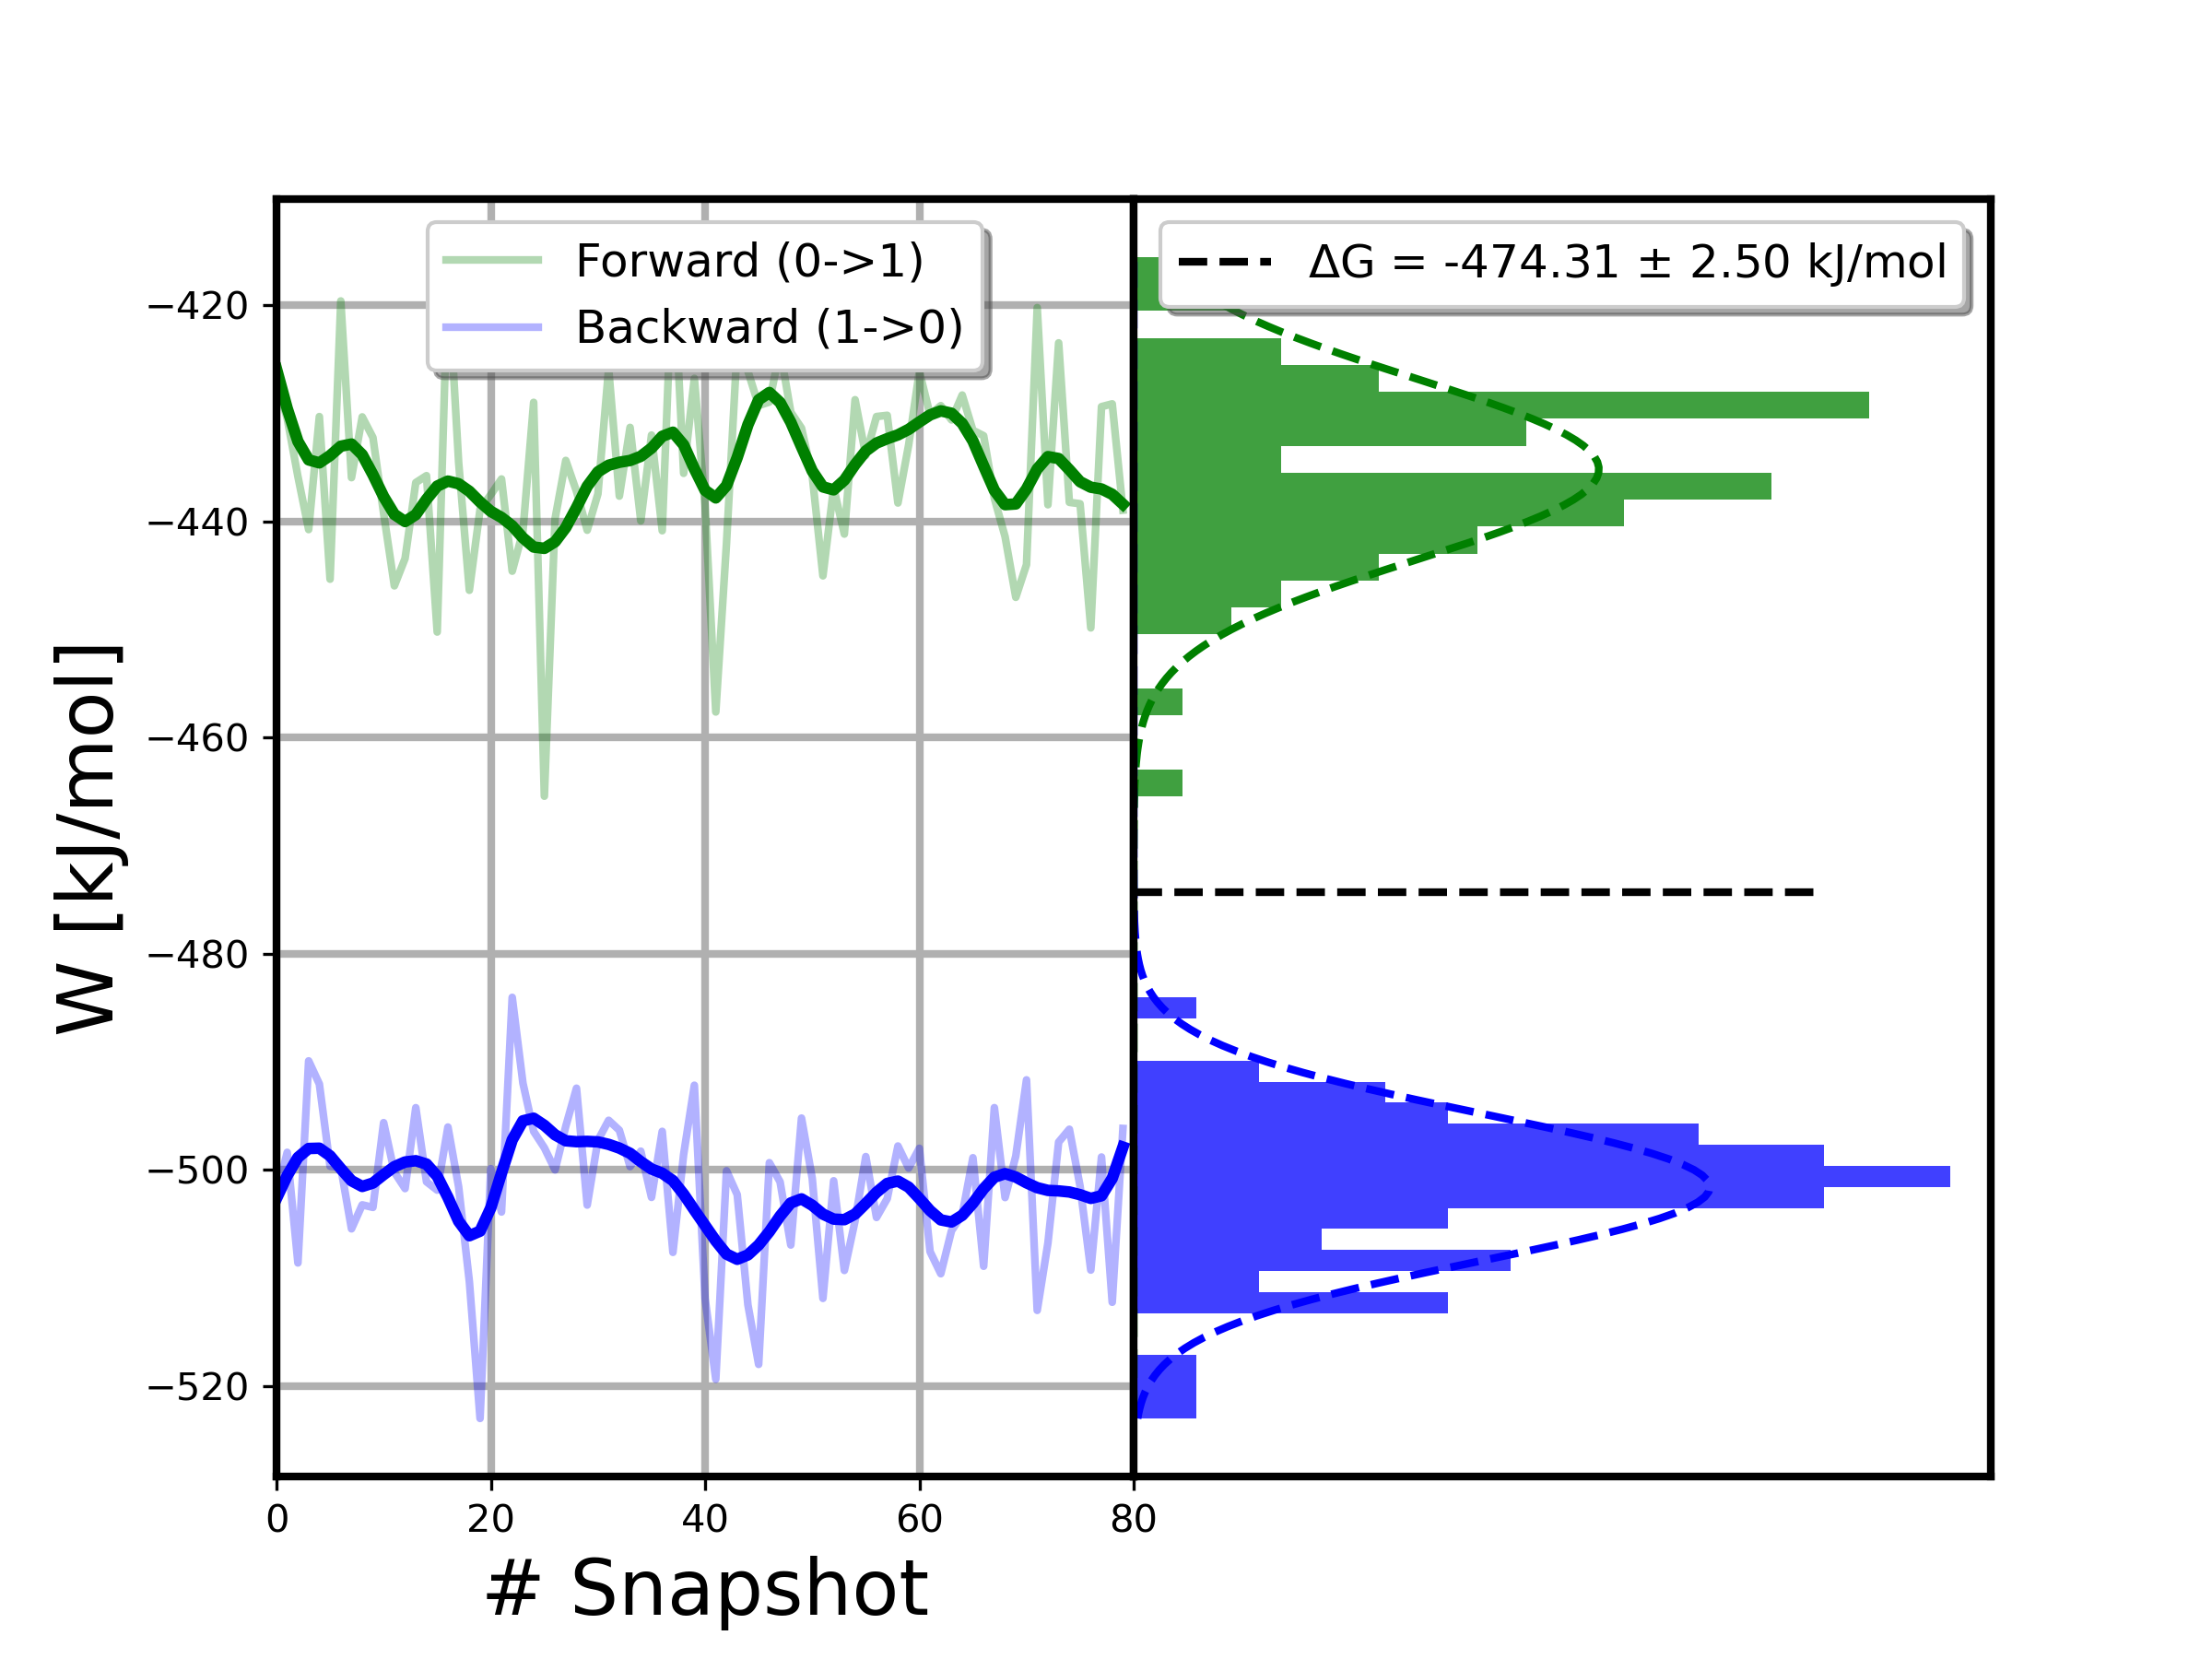 Forward (0->1)
Backward (1->0)
ΔG = -474.31 ± 2.50 kJ/mol
W [kJ/mol]
−420
−440
−460
−480
−500
−520
0 20 40 60 80
# Snapshot